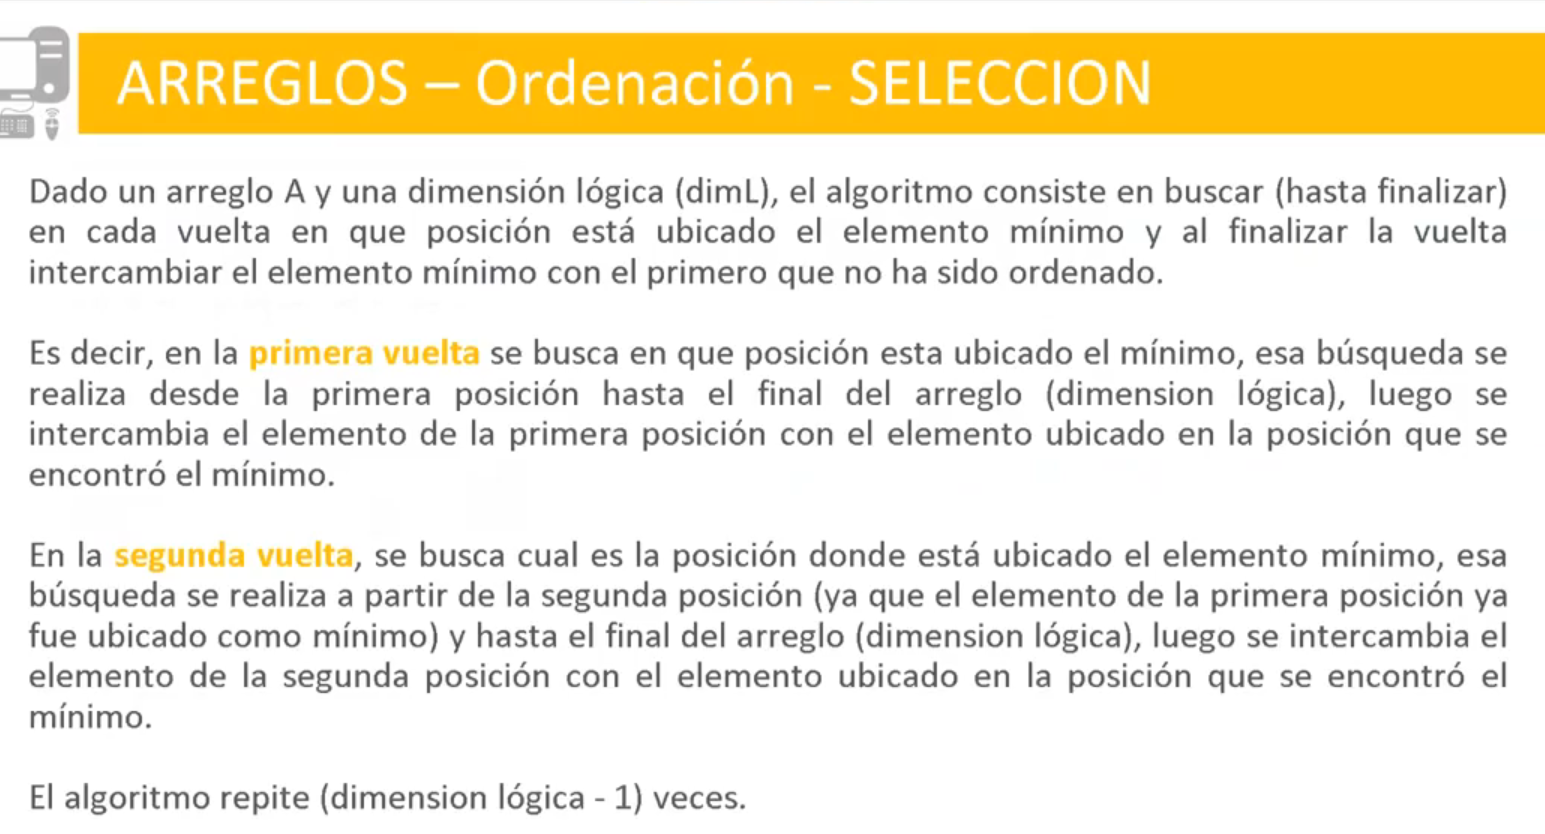 ARREGLOS – Ordenación - SELECCION
Dado un arreglo A y una dimensión lógica (dimL), el algoritmo consiste en buscar (hasta finalizar)
en cada vuelta en que posición está ubicado el elemento mínimo y al finalizar la vuelta
intercambiar el elemento mínimo con el primero que no ha sido ordenado.
Es decir, en la primera vuelta se busca en que posición esta ubicado el mínimo, esa búsqueda se
realiza desde la primera posición hasta el final del arreglo (dimension lógica), luego se
intercambia el elemento de la primera posición con el elemento ubicado en la posición que se
encontró el mínimo.
En la segunda vuelta, se busca cual es la posición donde está ubicado el elemento mínimo, esa
búsqueda se realiza a partir de la segunda posición (ya que el elemento de la primera posición ya
fue ubicado como mínimo) y hasta el final del arreglo (dimension lógica), luego se intercambia el
elemento de la segunda posición con el elemento ubicado en la posición que se encontró el
mínimo.
El algoritmo repite (dimension lógica - 1) veces.